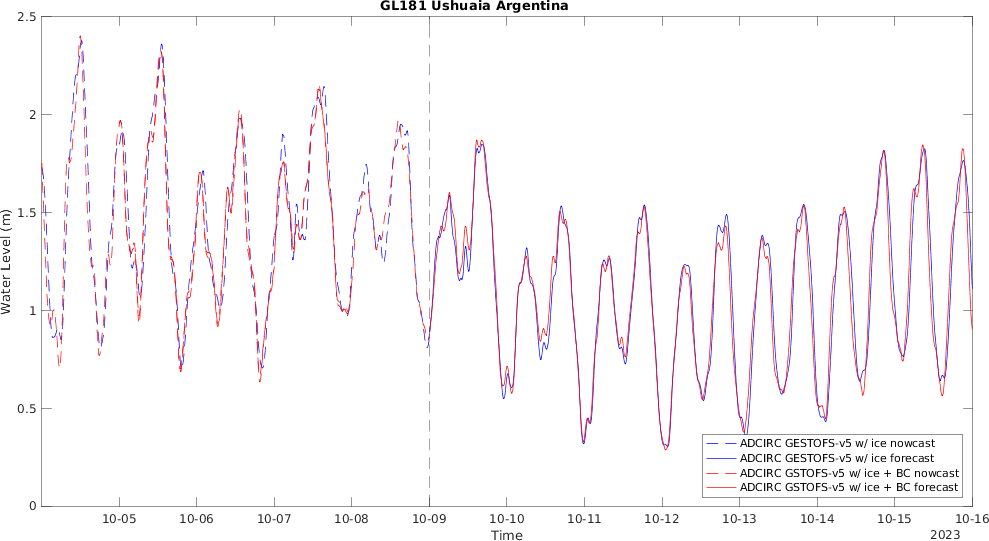 GL181 Ushuaia Argentina
Water Level (m)
2.5
2
1.5
1
0.5
0
ADCIRC GESTOFS-v5 w/ ice nowcast
ADCIRC GESTOFS-v5 w/ ice forecast
ADCIRC GSTOFS-v5 w/ ice + BC nowcast
ADCIRC GSTOFS-v5 w/ ice + BC forecast
10-05 10-06 10-07 10-08 10-09 10-10 10-11 10-12 10-13 10-14 10-15 10-16
Time
2023